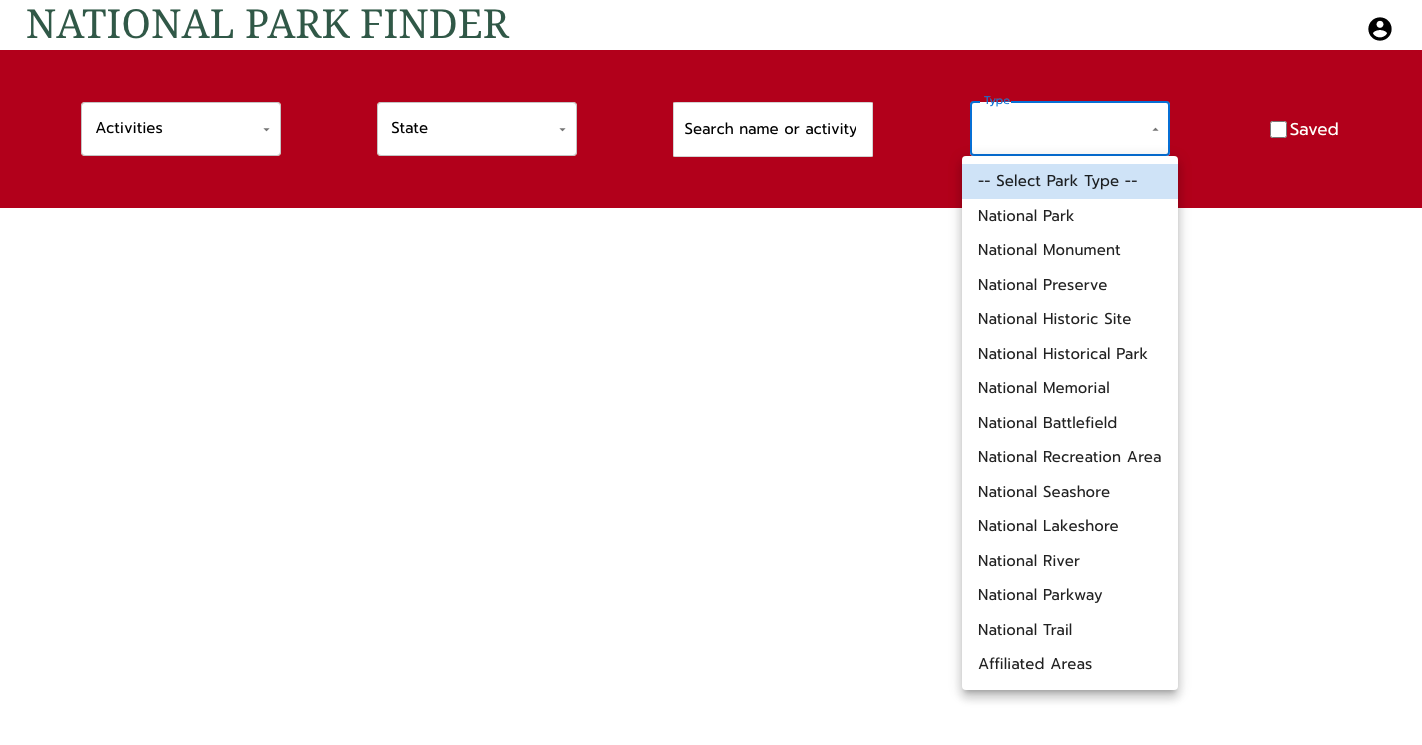 NATIONAL PARK FINDER
Activities
State
Search name or activity
Type
Saved
-- Select Park Type --
National Park
National Monument
National Preserve
National Historic Site
National Historical Park
National Memorial
National Battlefield
National Recreation Area
National Seashore
National Lakeshore
National River
National Parkway
National Trail
Affiliated Areas